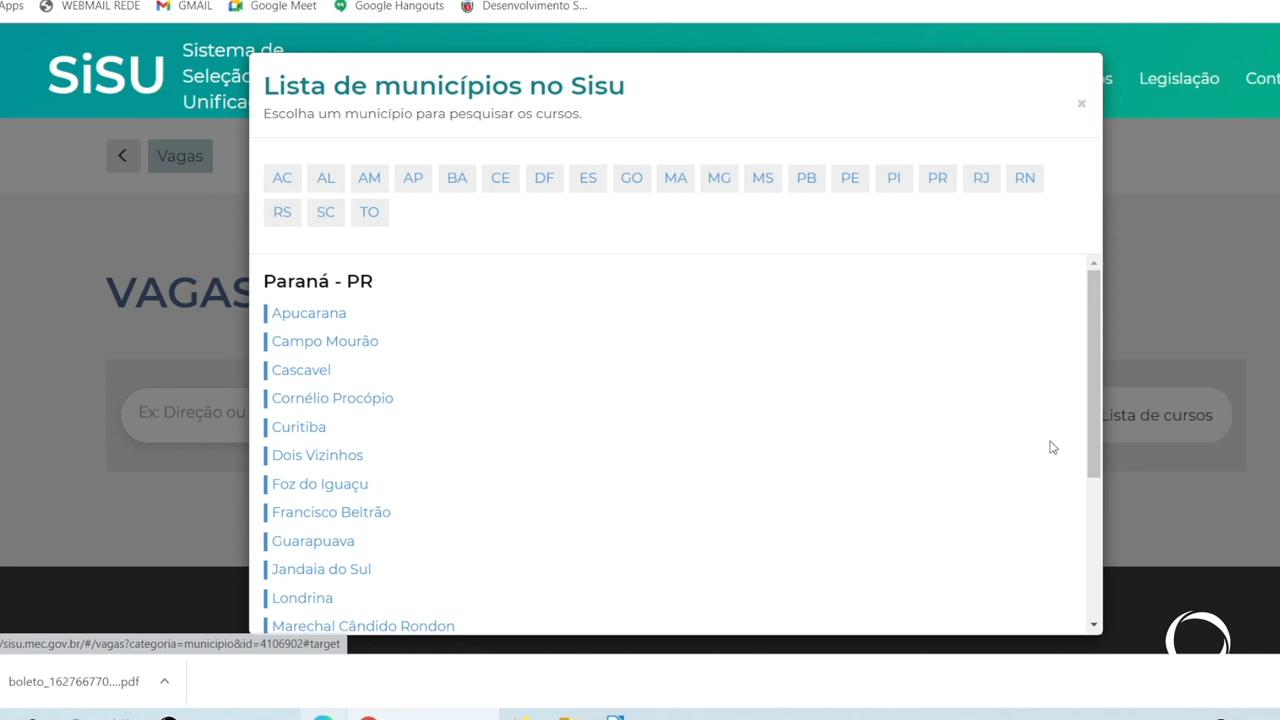 Apps WEBMAIL REDE GMAIL Google Meet Google Hangouts Desenvolvimento S...
SiSU Sistema de
Seleção
Unifica
Legislação
Lista de municípios no Sisu
Escolha um município para pesquisar os cursos.
×
Vagas
AC AL AM AP BA CE DF ES GO MA MG MS PB PE PI PR RJ RN
RS SC TO
VAGAS
Paraná - PR
Apucarana
Campo Mourão
Cascavel
Cornélio Procópio
Ex: Direção ou
Lista de cursos
Curitiba
Dois Vizinhos
Foz do Iguaçu
Francisco Beltrão
Guarapuava
Jandaia do Sul
Londrina
Marechal Cândido Rondon
/sisu.mec.gov.br/#/vagas?categoria=municipio&id=4106902#target
boleto_162766770....pdf